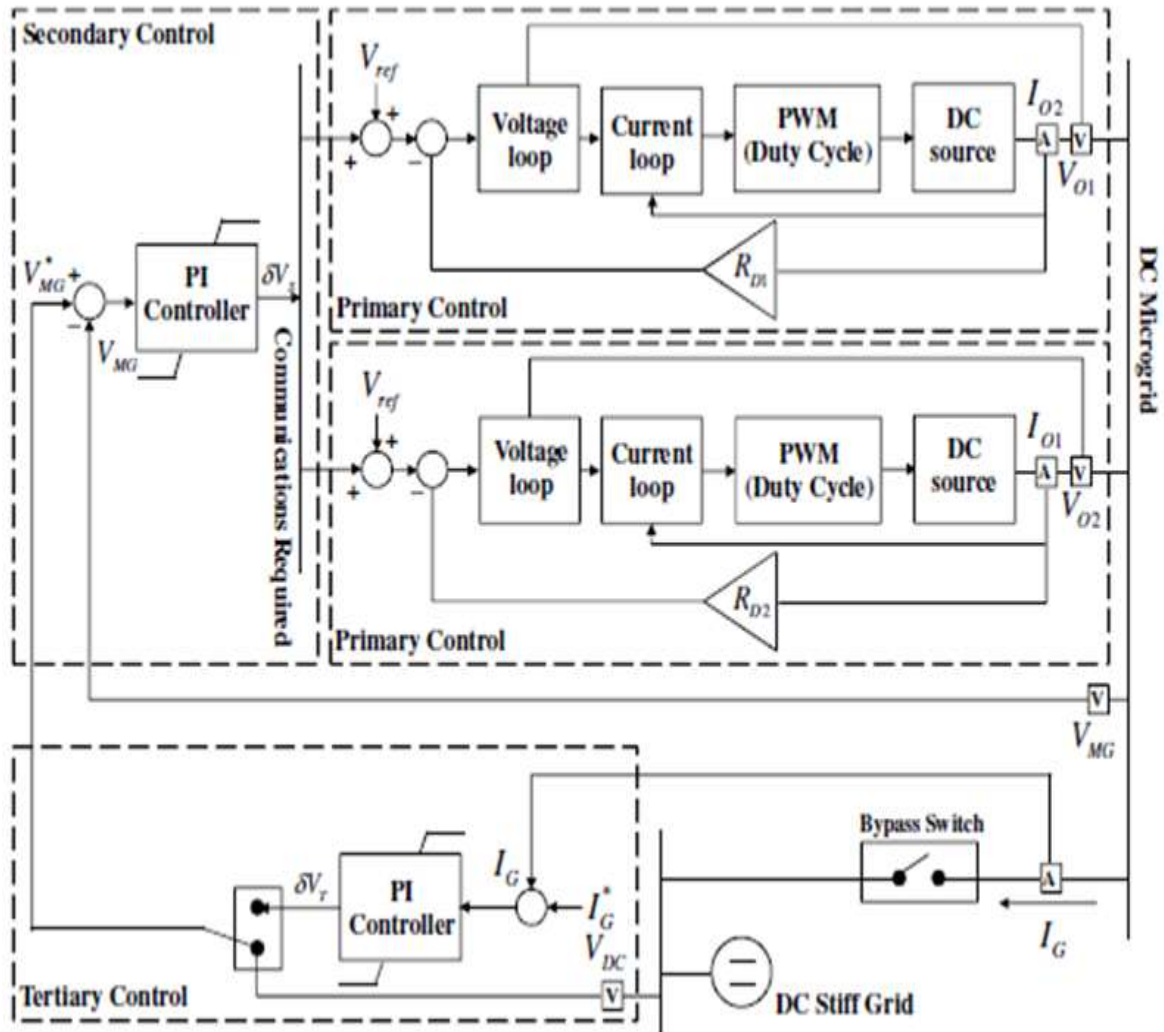 Secondary Control
V_ref
+
+
−
Voltage loop
Current loop
PWM (Duty Cycle)
DC source
I_O2
A
V
V_O1
R_D1
Primary Control
V*_MG
+
−
V_MG
PI Controller
δV_s
Communications Required
DC Microgrid
V_ref
+
+
−
Voltage loop
Current loop
PWM (Duty Cycle)
DC source
I_O1
A
V
V_O2
R_D2
Primary Control
V
V_MG
Bypass Switch
A
I_G
I_G
I*_G
PI Controller
δV_T
V_DC
V
Tertiary Control
DC Stiff Grid